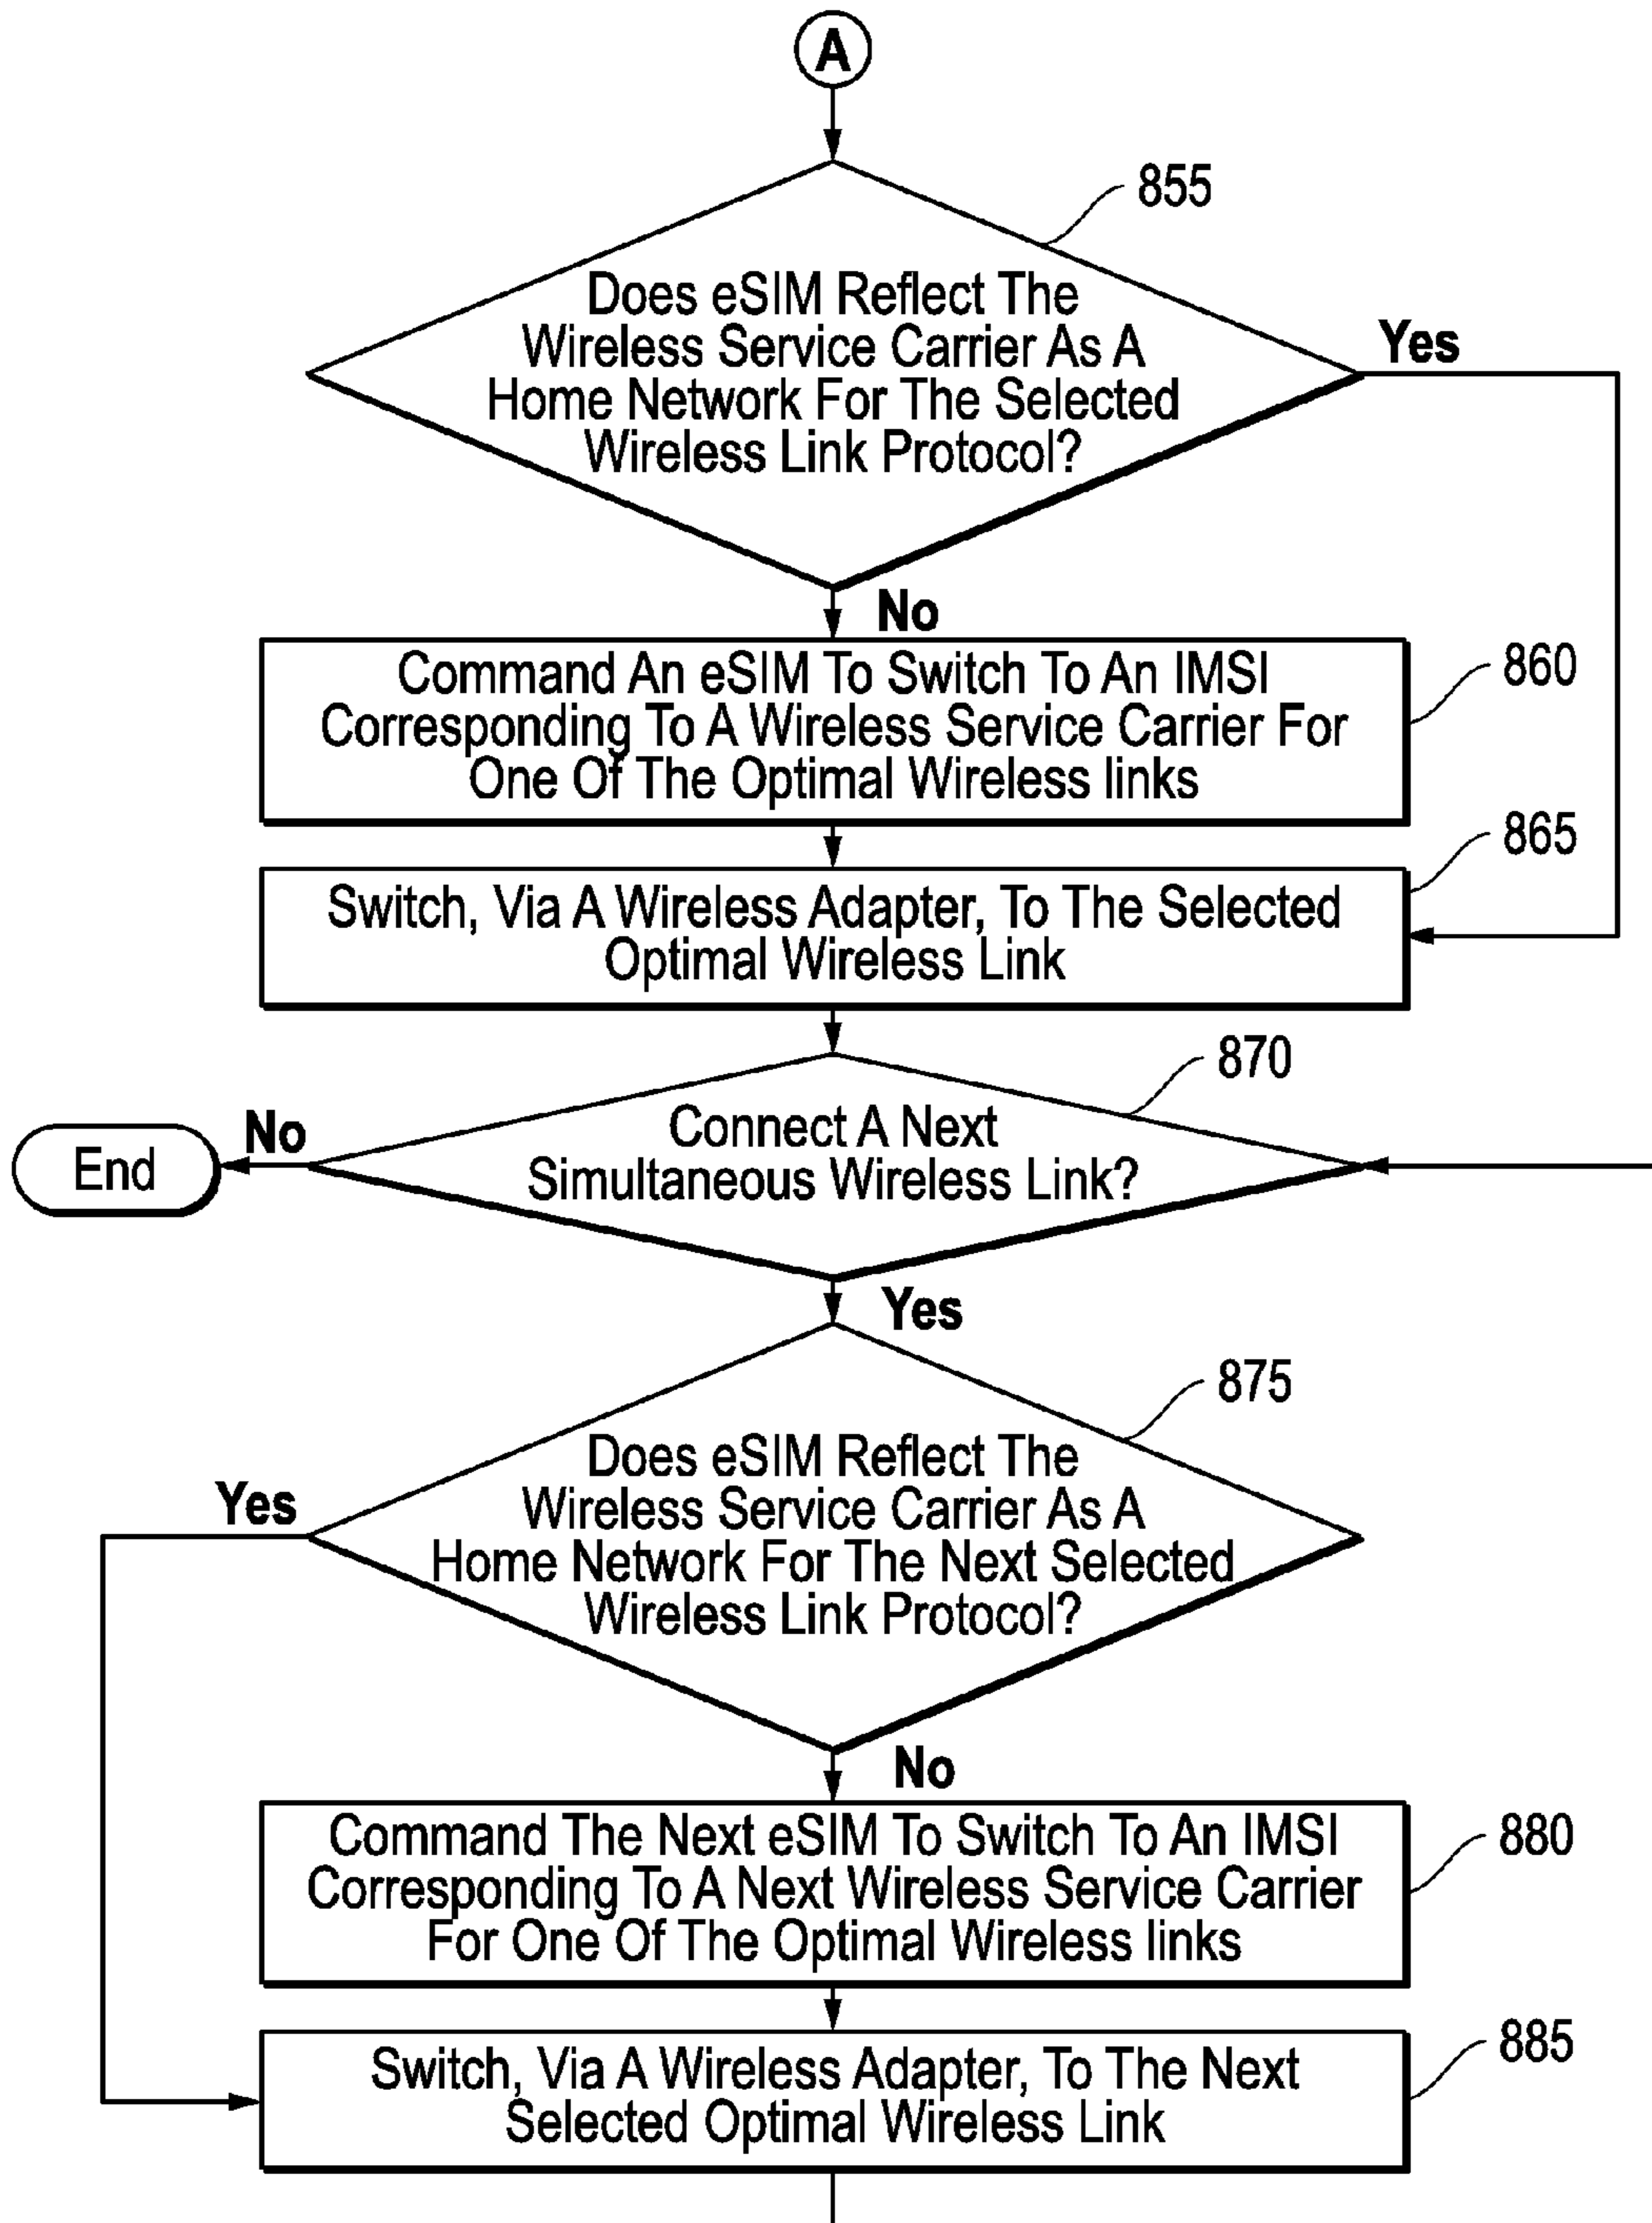 A
855
Does eSIM Reflect The
Wireless Service Carrier As A
Home Network For The Selected
Wireless Link Protocol?
Yes
No
Command An eSIM To Switch To An IMSI
Corresponding To A Wireless Service Carrier For
One Of The Optimal Wireless links
860
Switch, Via A Wireless Adapter, To The Selected
Optimal Wireless Link
865
870
Connect A Next
Simultaneous Wireless Link?
No
End
Yes
875
Does eSIM Reflect The
Wireless Service Carrier As A
Home Network For The Next Selected
Wireless Link Protocol?
Yes
No
Command The Next eSIM To Switch To An IMSI
Corresponding To A Next Wireless Service Carrier
For One Of The Optimal Wireless links
880
Switch, Via A Wireless Adapter, To The Next
Selected Optimal Wireless Link
885